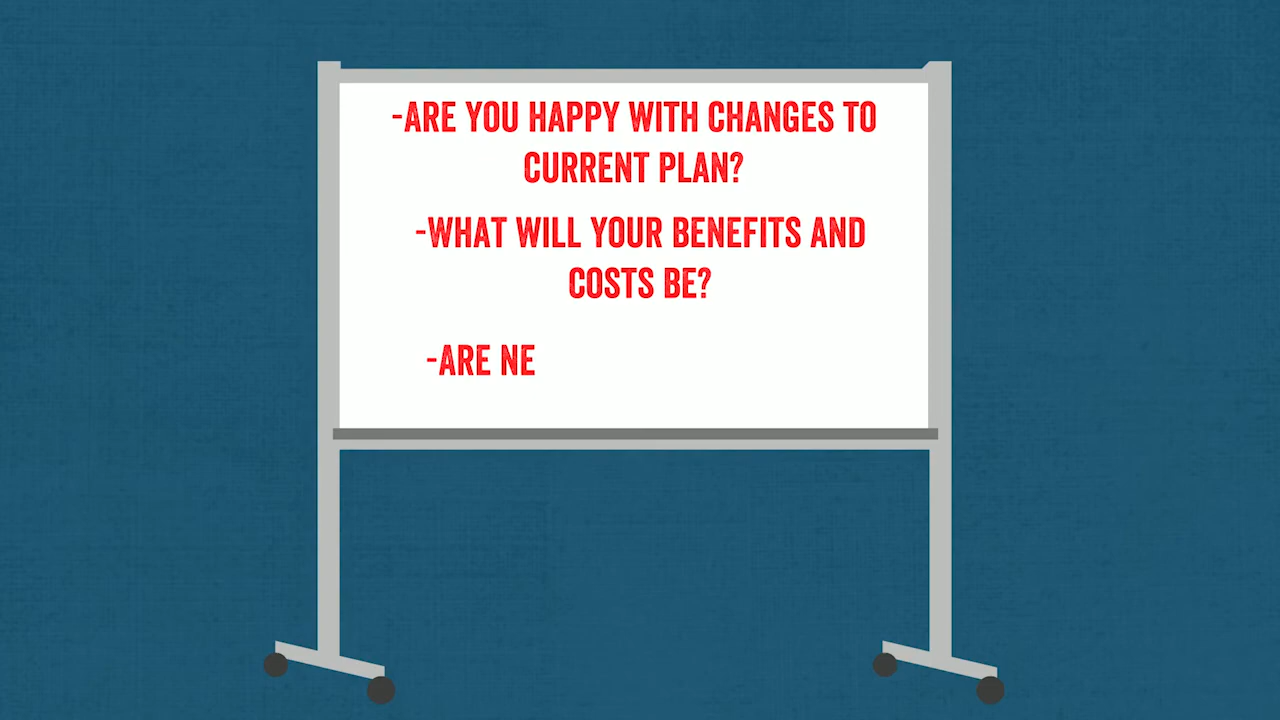 -ARE YOU HAPPY WITH CHANGES TO
CURRENT PLAN?
-WHAT WILL YOUR BENEFITS AND
COSTS BE?
-ARE NE